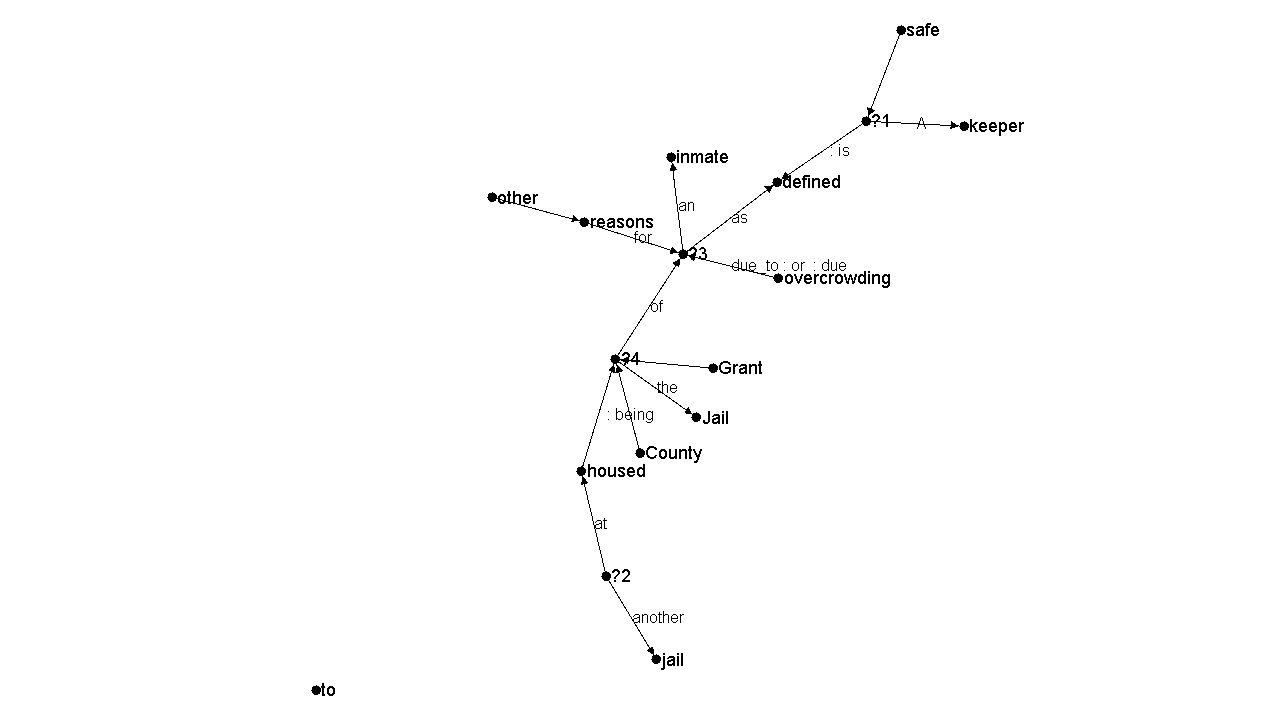 safe
?1
A
keeper
: is
inmate
defined
other
an
as
reasons
for
?3
due_to : or : due
overcrowding
of
?4
Grant
the
Jail
: being
County
housed
at
?2
another
jail
to